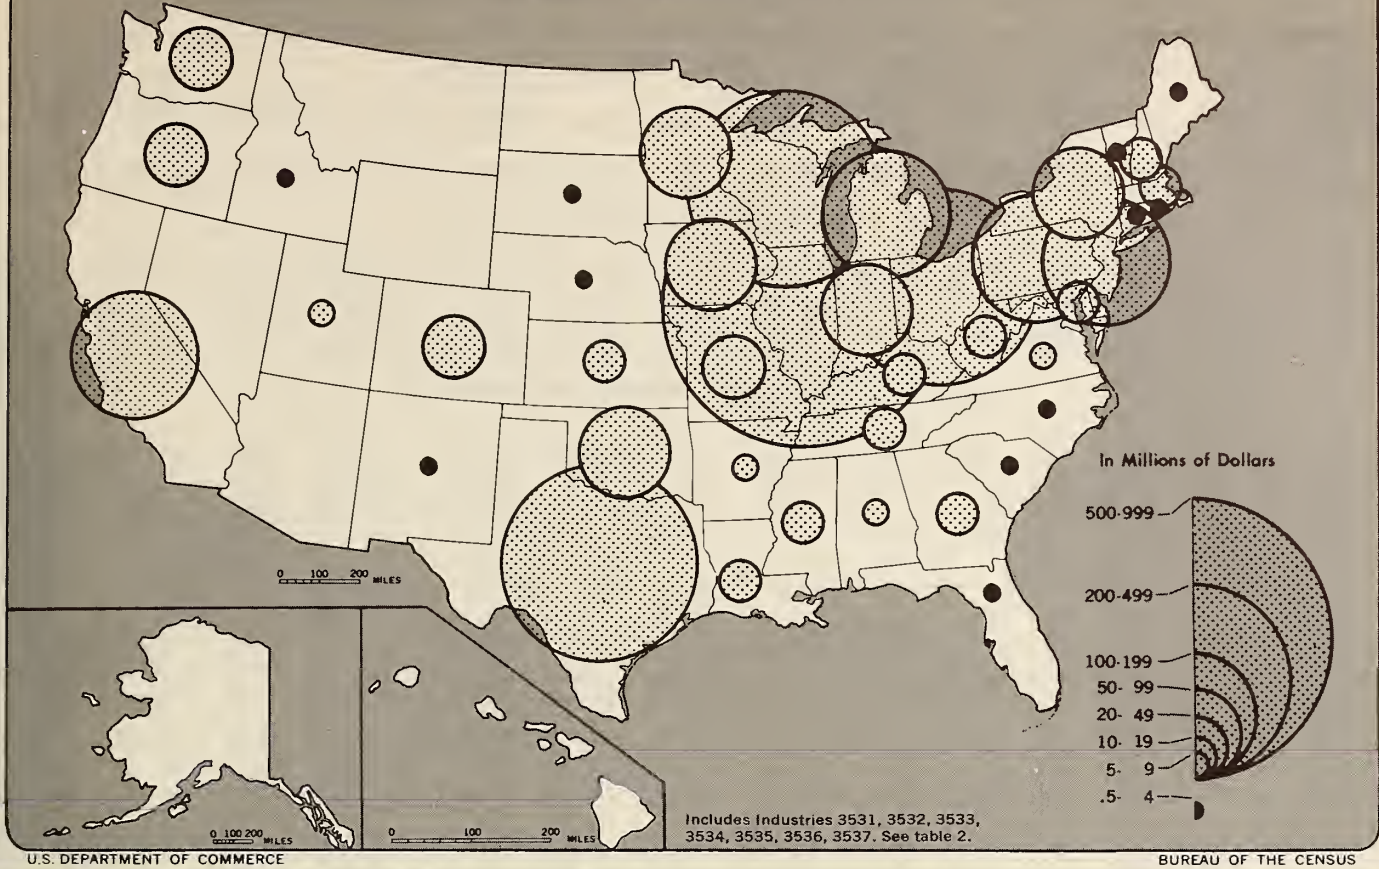 In Millions of Dollars
500-999
200-499
100-199
50- 99
20- 49
10- 19
5- 9
.5- 4
0 100 200 MILES
0 100 200 MILES
0 100 200 MILES
Includes Industries 3531, 3532, 3533,
3534, 3535, 3536, 3537. See table 2.
U.S. DEPARTMENT OF COMMERCE
BUREAU OF THE CENSUS